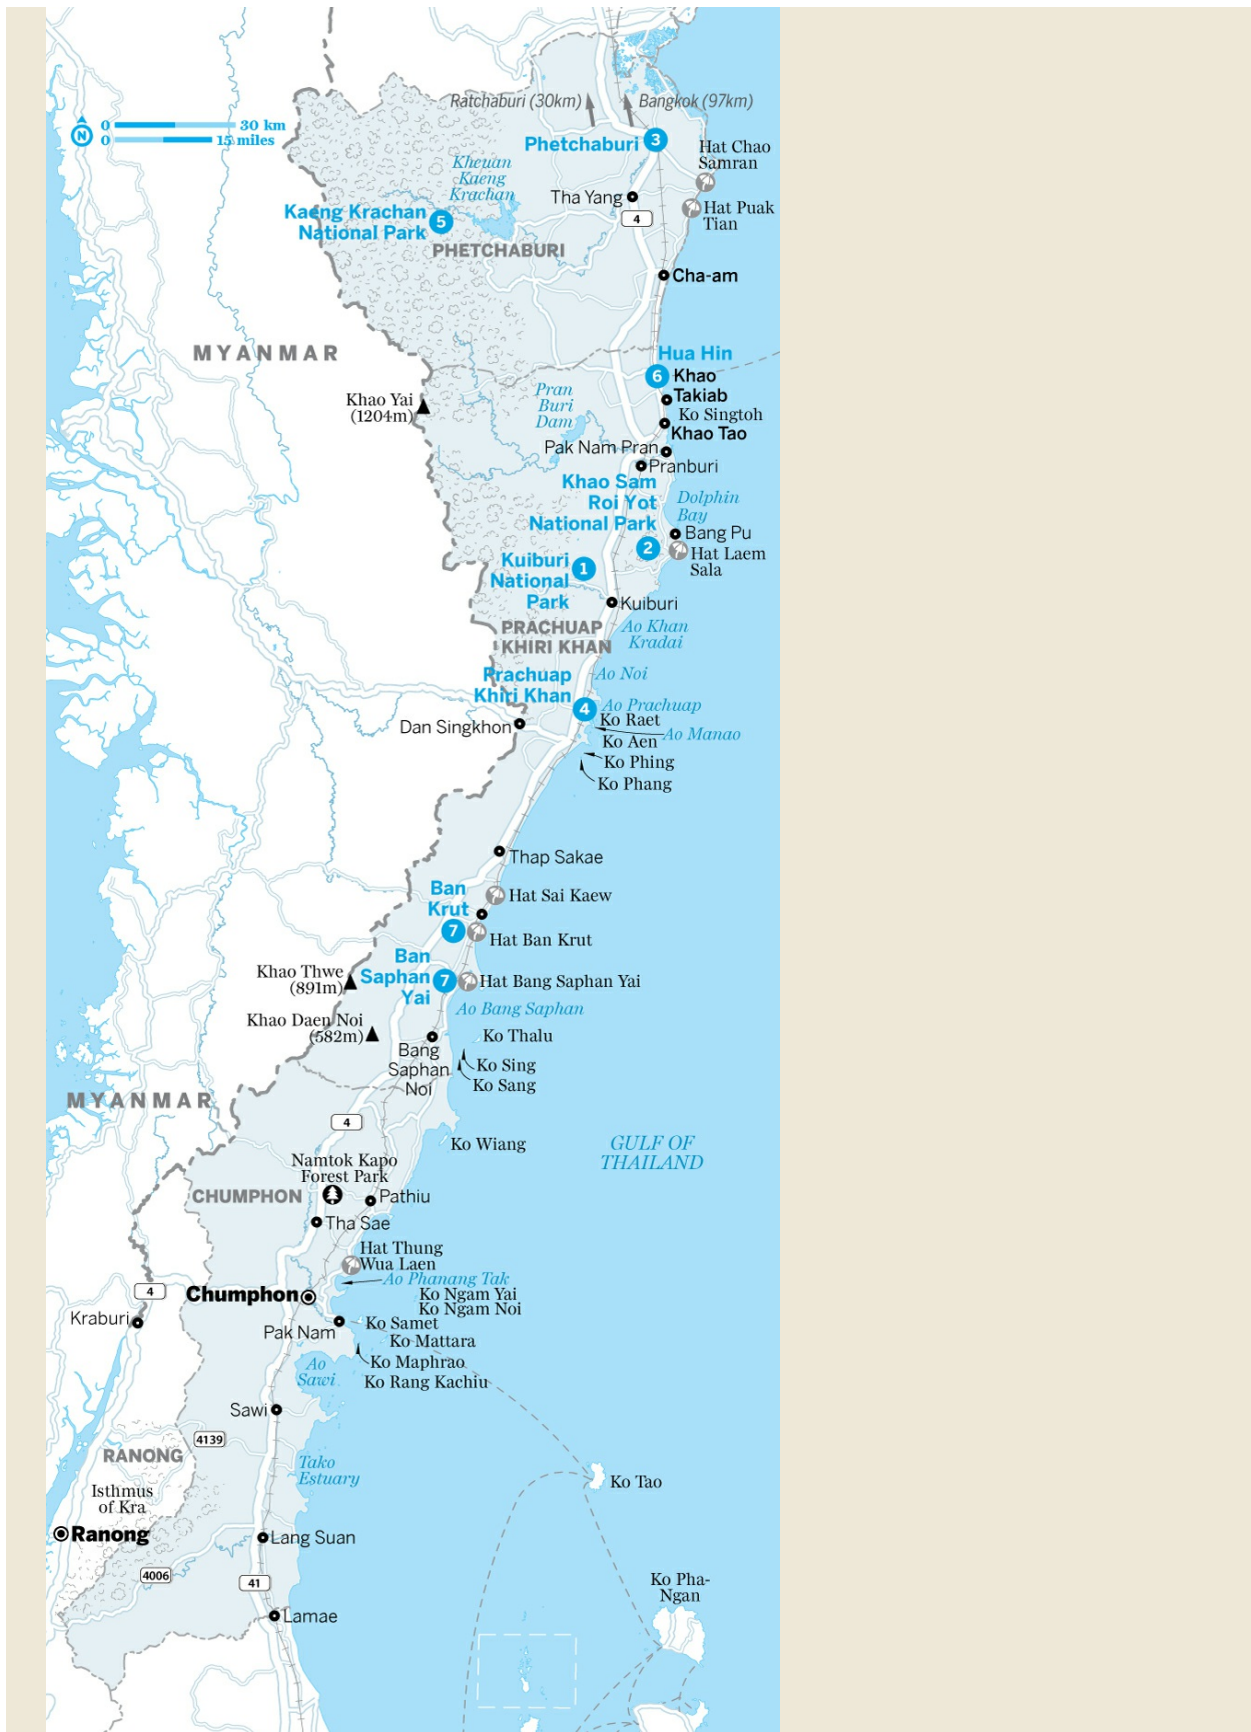 Ratchaburi (30km)
Bangkok (97km)
0
30 km
N
0
15 miles
Phetchaburi
3
Hat Chao
Samran
Kheuan
Kaeng
Krachan
Tha Yang
Hat Puak
Tian
4
Kaeng Krachan
National Park
5
PHETCHABURI
Cha-am
MYANMAR
Hua Hin
6
Khao
Takiab
Khao Yai
(1204m)
Pran
Buri
Dam
Ko Singtoh
Khao Tao
Pak Nam Pran
Pranburi
Khao Sam
Roi Yot
National Park
2
Dolphin
Bay
Bang Pu
Hat Laem
Sala
Kuiburi
National
Park
1
Kuiburi
PRACHUAP
KHIRI KHAN
Ao Khan
Kradai
Ao Noi
Prachuap
Khiri Khan
4
Ao Prachuap
Ko Raet
Ao Manao
Dan Singkhon
Ko Aen
Ko Phing
Ko Phang
Thap Sakae
Hat Sai Kaew
Ban
Krut
7
Hat Ban Krut
Ban
Saphan
Yai
7
Hat Bang Saphan Yai
Khao Thwe
(891m)
Ao Bang Saphan
Khao Daen Noi
(582m)
Ko Thalu
Bang
Saphan
Noi
Ko Sing
Ko Sang
MYANMAR
4
Ko Wiang
GULF OF
THAILAND
Namtok Kapo
Forest Park
CHUMPHON
Pathiu
Tha Sae
Hat Thung
Wua Laen
Ao Phanang Tak
4
Chumphon
Ko Ngam Yai
Ko Ngam Noi
Kraburi
Pak Nam
Ko Samet
Ko Mattara
Ko Maphrao
Ko Rang Kachiu
Ao
Sawi
Sawi
4139
RANONG
Tako
Estuary
Ko Tao
Isthmus
of Kra
Ranong
Lang Suan
4006
41
Ko Pha-
Ngan
Lamae